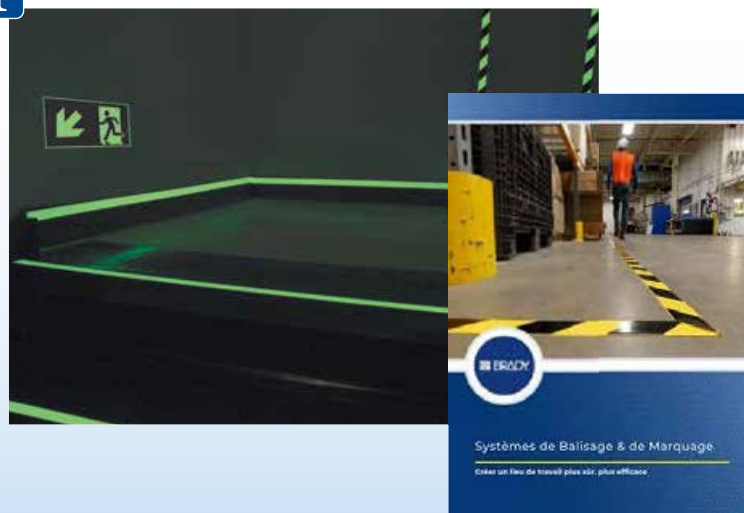 BRADY
Systèmes de Balisage & de Marquage
Créer un lieu de travail plus sûr, plus efficace